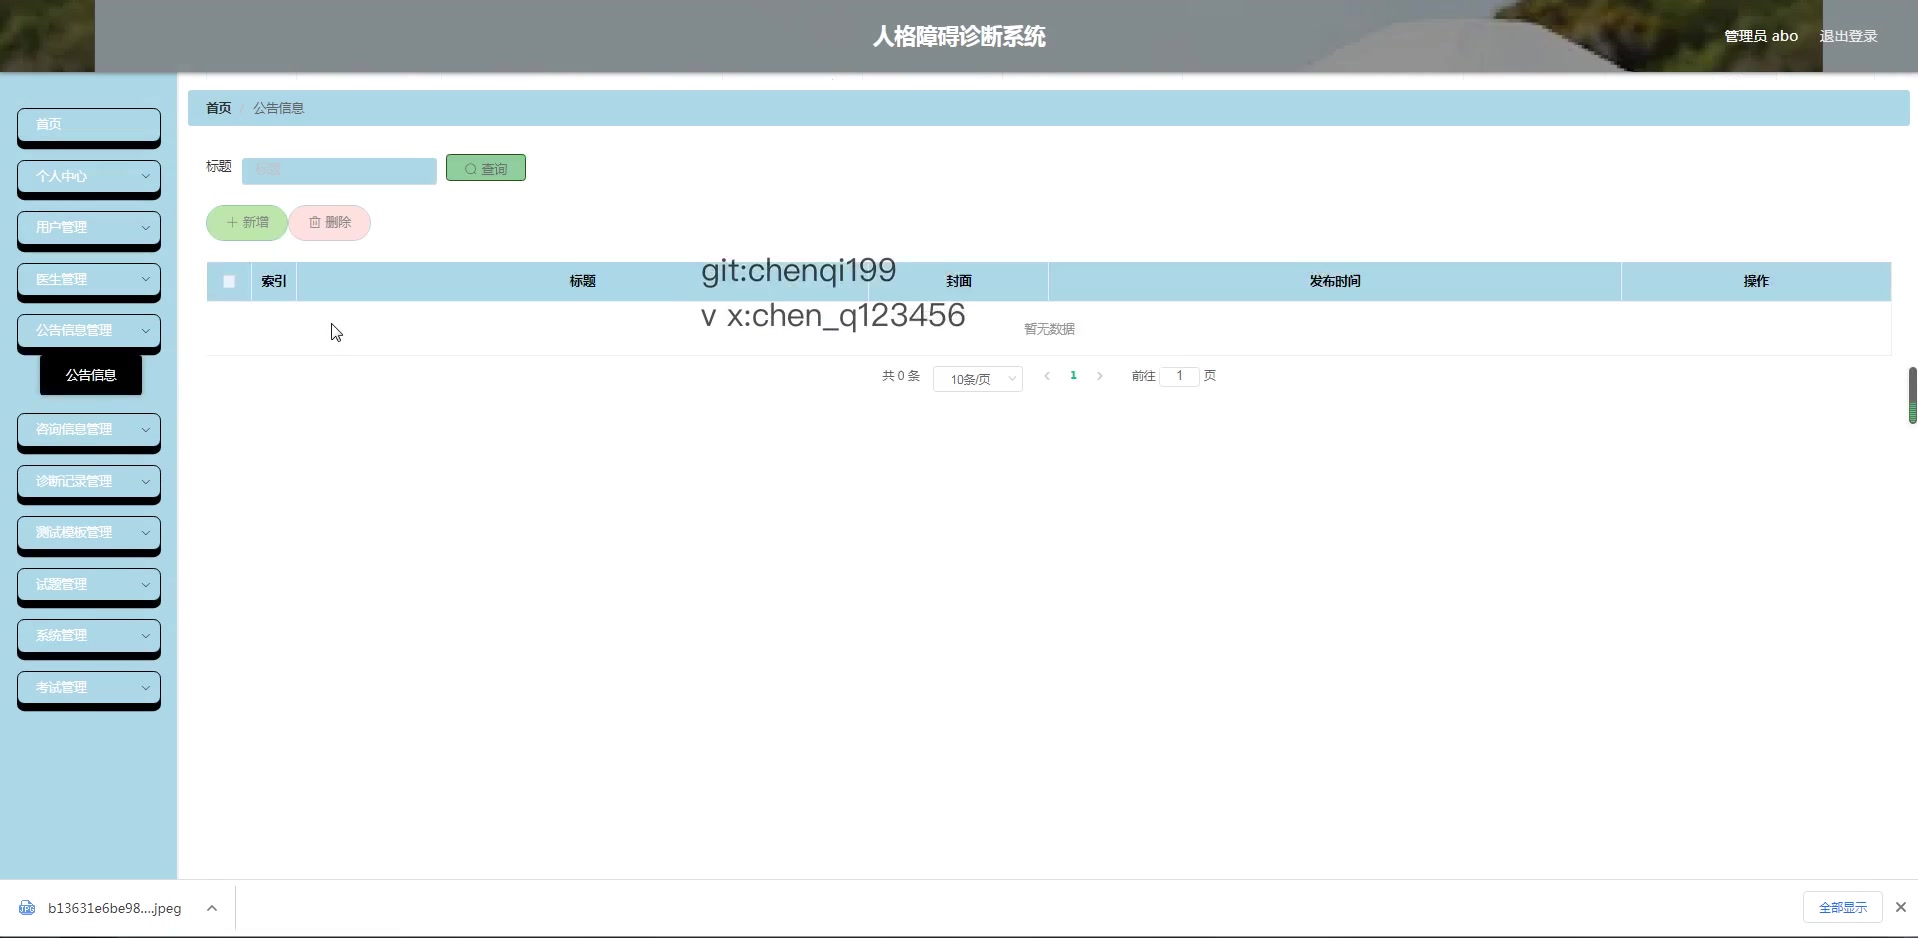 人格障碍诊断系统
管理员 abo 退出登录
首页
个人中心
用户管理
医生管理
公告信息管理
公告信息
咨询信息管理
诊断记录管理
测试模板管理
试题管理
系统管理
考试管理
首页 / 公告信息
标题 标题 查询
新增 删除
索引 标题 封面 发布时间 操作
git:chenqi199
v x:chen_q123456
暂无数据
共 0 条 10条/页 1 前往 1 页
b13631e6be98....jpeg
全部显示